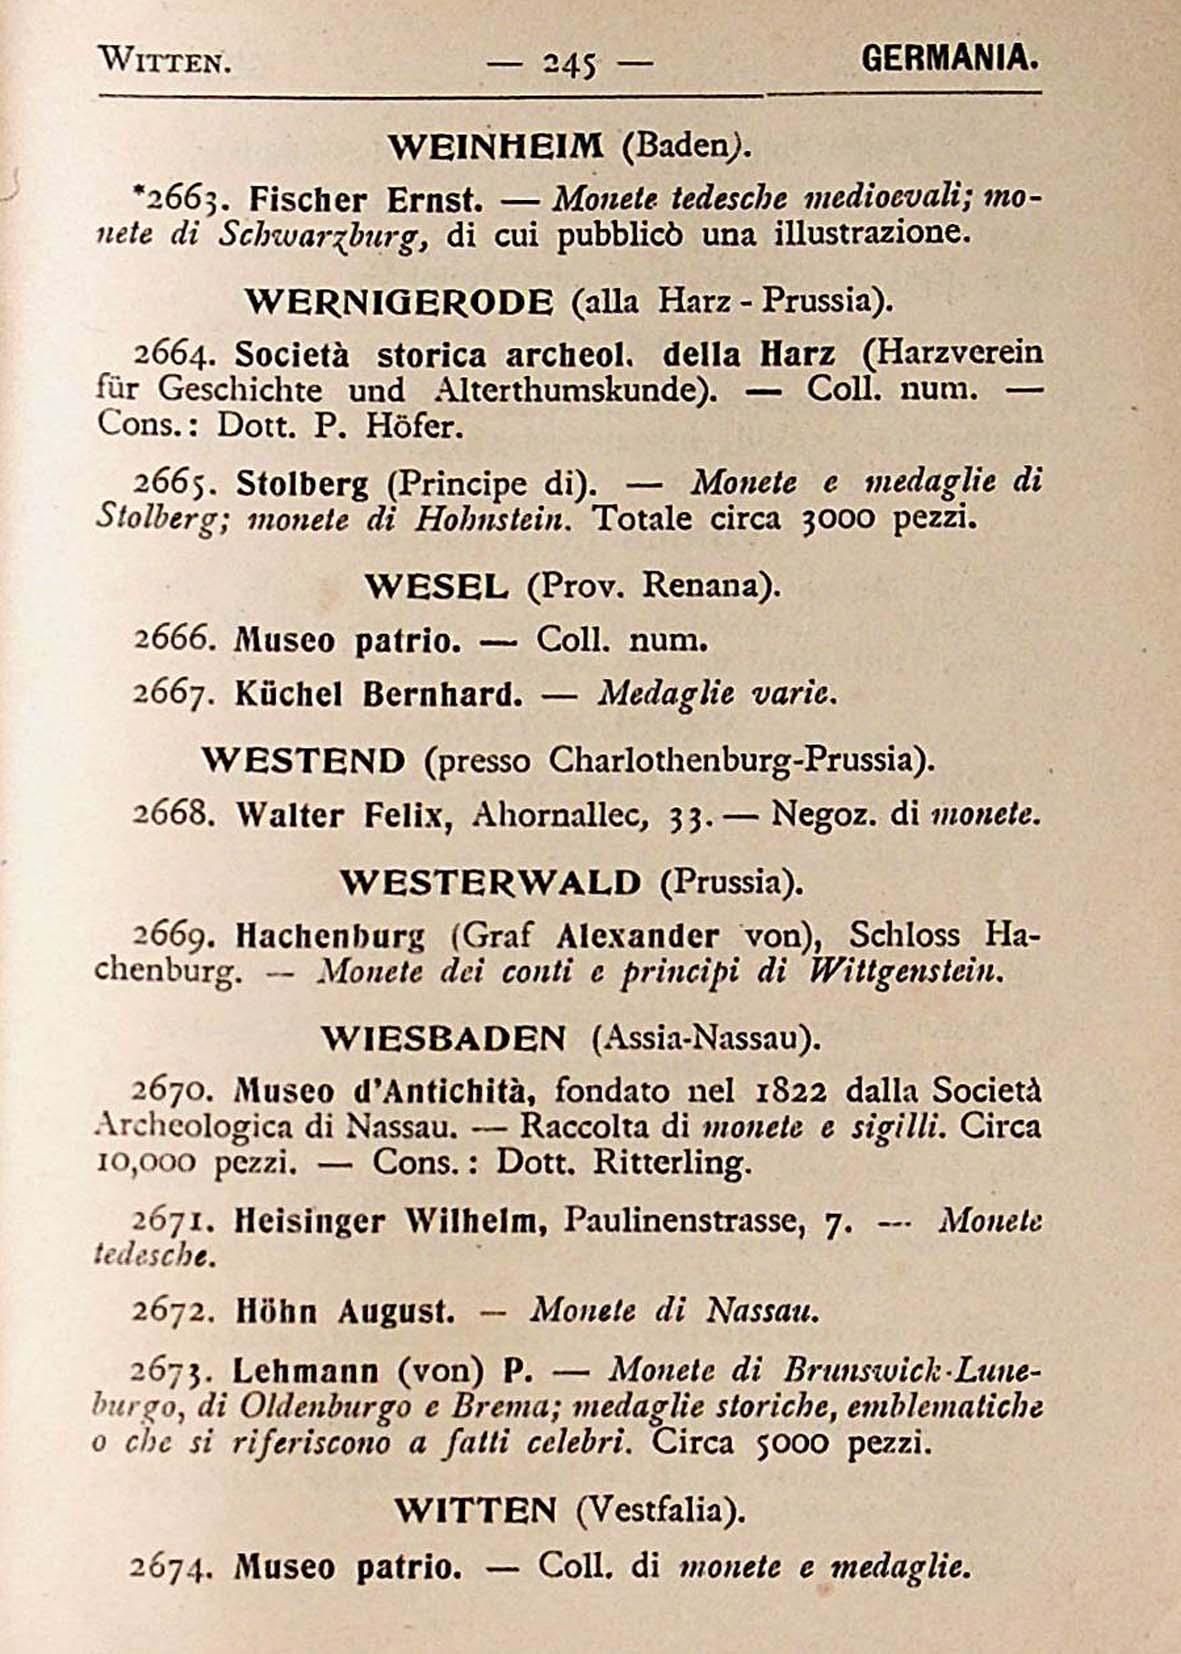 WITTEN. — 245 — GERMANIA.
WEINHEIM (Baden).
*2663. Fischer Ernst. — Monete tedesche medioevali; mo-
nete di Schwarzburg, di cui pubblicò una illustrazione.
WERNIGERODE (alla Harz - Prussia).
2664. Società storica archeol. della Harz (Harzverein
für Geschichte und Alterthumskunde). — Coll. num. —
Cons.: Dott. P. Höfer.
2665. Stolberg (Principe di). — Monete e medaglie di
Stolberg; monete di Hohnstein. Totale circa 3000 pezzi.
WESEL (Prov. Renana).
2666. Museo patrio. — Coll. num.
2667. Küchel Bernhard. — Medaglie varie.
WESTEND (presso Charlothenburg-Prussia).
2668. Walter Felix, Ahornallec, 33. — Negoz. di monete.
WESTERWALD (Prussia).
2669. Hachenburg (Graf Alexander von), Schloss Ha-
chenburg. — Monete dei conti e principi di Wittgenstein.
WIESBADEN (Assia-Nassau).
2670. Museo d'Antichità, fondato nel 1822 dalla Società
Archeologica di Nassau. — Raccolta di monete e sigilli. Circa
10,000 pezzi. — Cons.: Dott. Ritterling.
2671. Heisinger Wilhelm, Paulinenstrasse, 7. — Monete
tedesche.
2672. Höhn August. — Monete di Nassau.
2673. Lehmann (von) P. — Monete di Brunswick-Lune-
burgo, di Oldenburgo e Brema; medaglie storiche, emblematiche
o che si riferiscono a fatti celebri. Circa 5000 pezzi.
WITTEN (Vestfalia).
2674. Museo patrio. — Coll. di monete e medaglie.